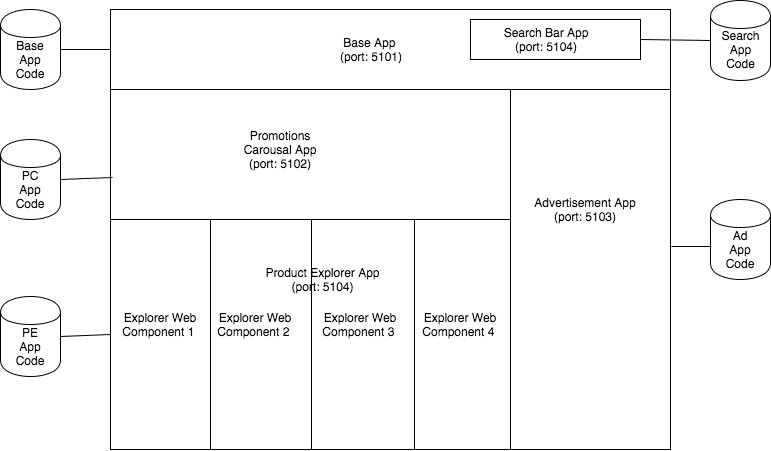 Base
App
Code
Base App
(port: 5101)
Search Bar App
(port: 5104)
Search
App
Code
PC
App
Code
Promotions
Carousal App
(port: 5102)
Advertisement App
(port: 5103)
Ad
App
Code
Product Explorer App
(port: 5104)
PE
App
Code
Explorer Web
Component 1
Explorer Web
Component 2
Explorer Web
Component 3
Explorer Web
Component 4